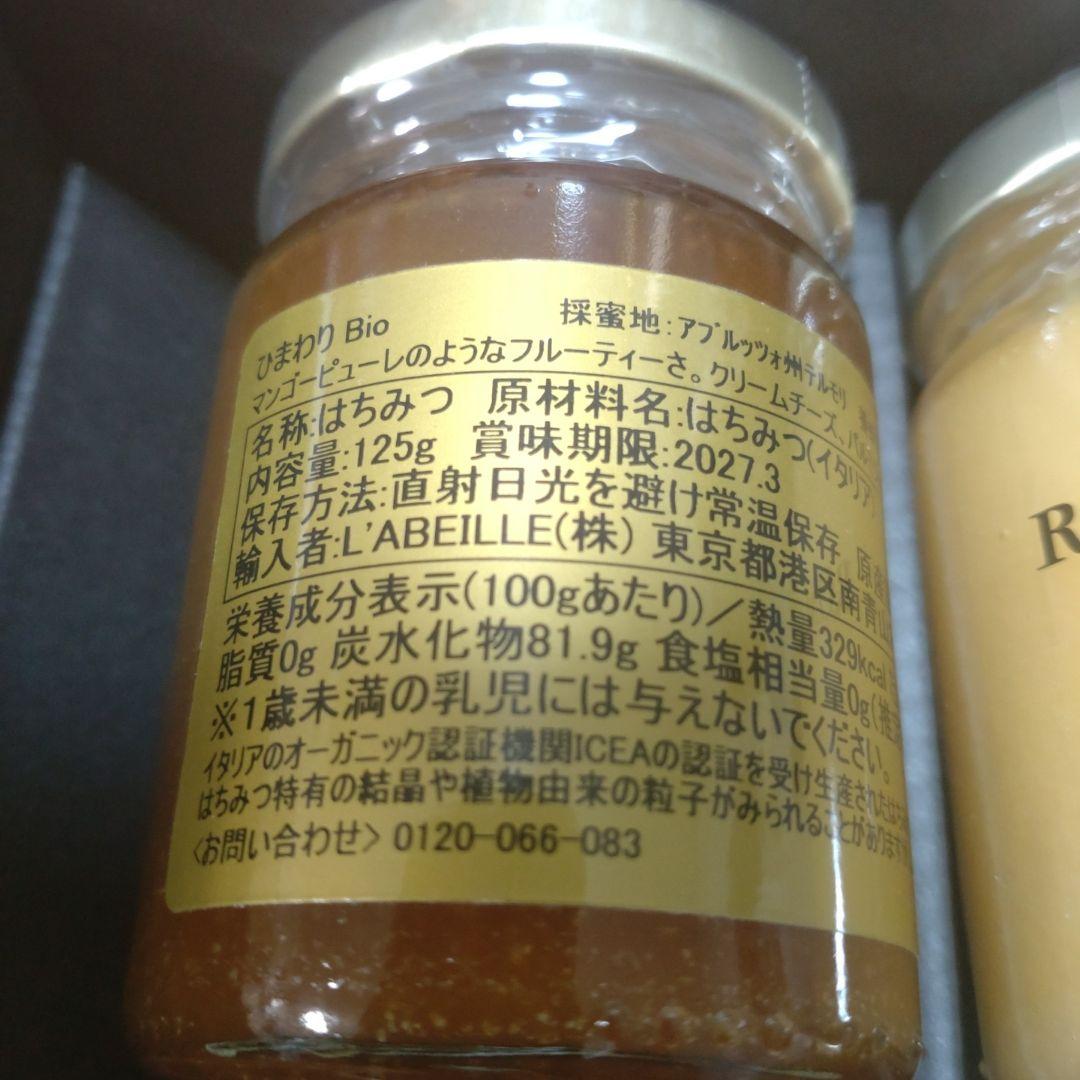 ひまわり Bio 採蜜地:アブルッツォ州テルモリ
マンゴーピューレのようなフルーティーさ。クリームチーズ、
名称:はちみつ 原材料名:はちみつ(イタリア)
内容量:125g 賞味期限:2027.3
保存方法:直射日光を避け常温保存 原
輸入者:L'ABEILLE(株) 東京都港区南青山
栄養成分表示(100gあたり)/熱量329kcal
脂質0g 炭水化物81.9g 食塩相当量0g(推
※1歳未満の乳児には与えないでください。
イタリアのオーガニック認証機関ICEAの認証を受け生産されたはち
はちみつ特有の結晶や植物由来の粒子がみられることがあります
<お問い合わせ> 0120-066-083
R